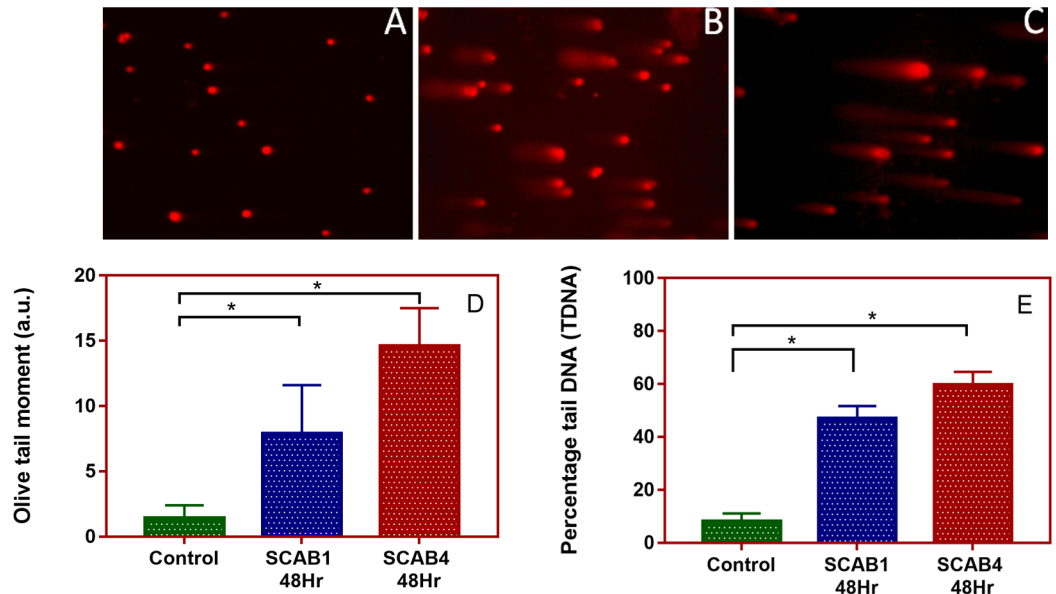 A
B
C
Olive tail moment (a.u.)
20
15
10
5
0
D
*
*
Control
SCAB1
48Hr
SCAB4
48Hr
Percentage tail DNA (TDNA)
100
80
60
40
20
0
E
*
*
Control
SCAB1
48Hr
SCAB4
48Hr